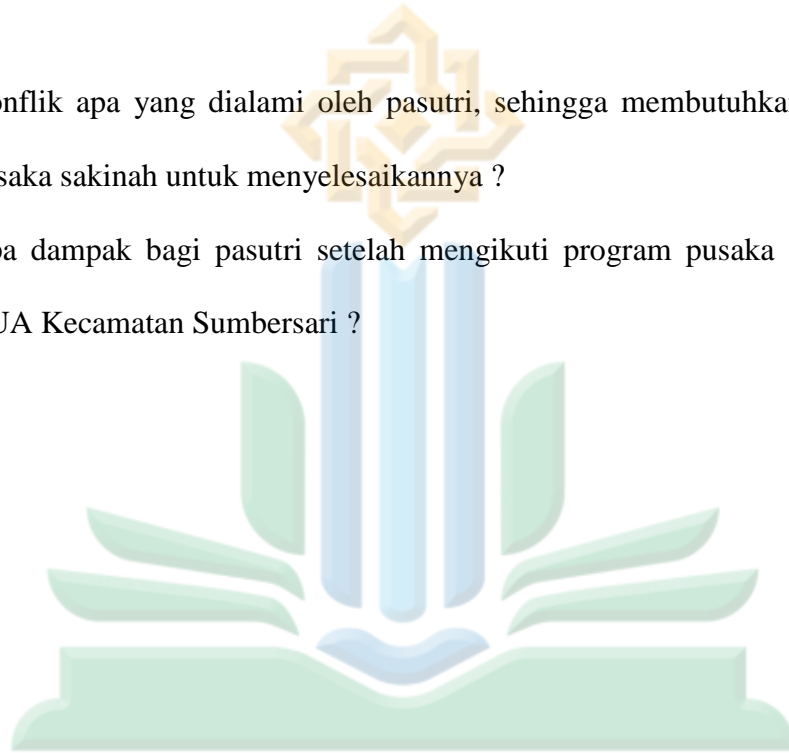 onflik apa yang dialami oleh pasutri, sehingga membutuhka
saka sakinah untuk menyelesaikannya ?
a dampak bagi pasutri setelah mengikuti program pusaka
UA Kecamatan Sumbersari ?